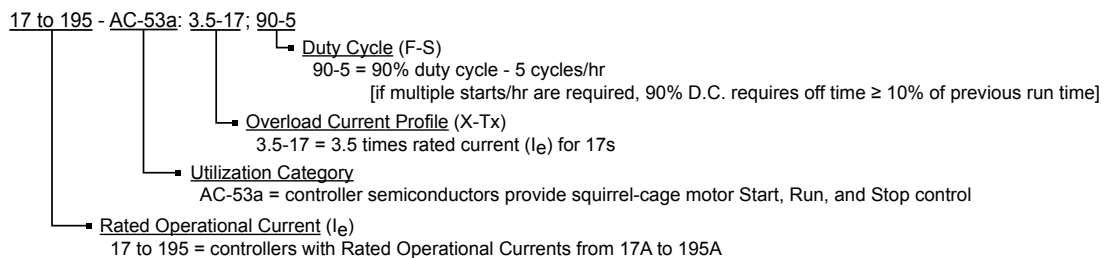 17 to 195 - AC-53a: 3.5-17; 90-5
Duty Cycle (F-S)
90-5 = 90% duty cycle - 5 cycles/hr
[if multiple starts/hr are required, 90% D.C. requires off time ≥ 10% of previous run time]
Overload Current Profile (X-Tx)
3.5-17 = 3.5 times rated current (Ie) for 17s
Utilization Category
AC-53a = controller semiconductors provide squirrel-cage motor Start, Run, and Stop control
Rated Operational Current (Ie)
17 to 195 = controllers with Rated Operational Currents from 17A to 195A